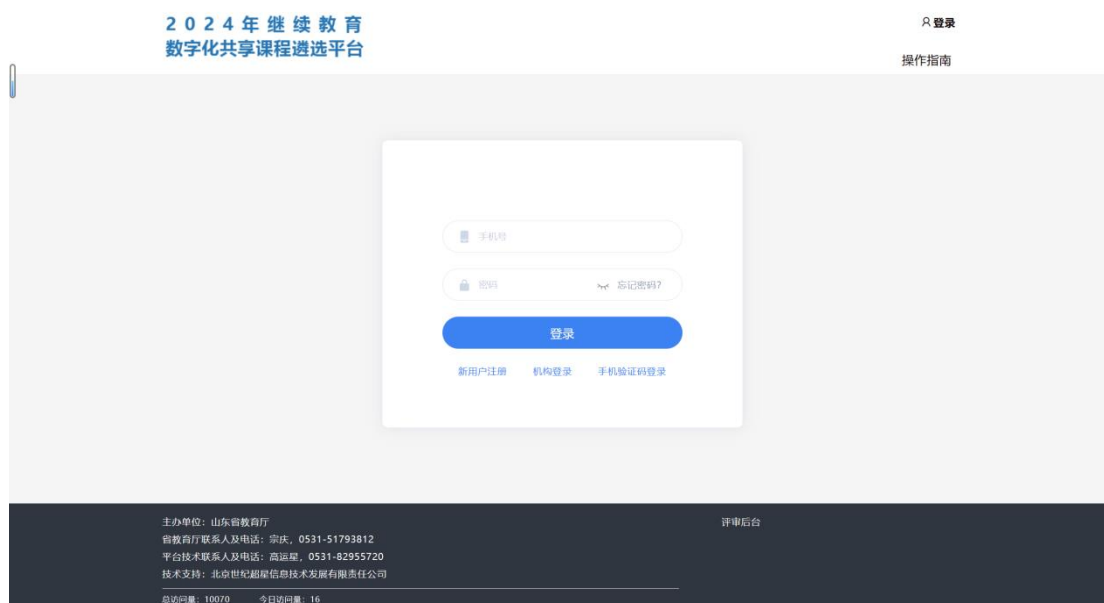 2024年继续教育
数字化共享课程遴选平台
登录
操作指南
手机号
密码 忘记密码?
登录
新用户注册 机构登录 手机验证码登录
主办单位：山东省教育厅 评审后台
省教育厅联系人及电话：宗庆，0531-51793812
平台技术联系人及电话：高运星，0531-82955720
技术支持：北京世纪超星信息技术发展有限责任公司
总访问量：10070 今日访问量：16